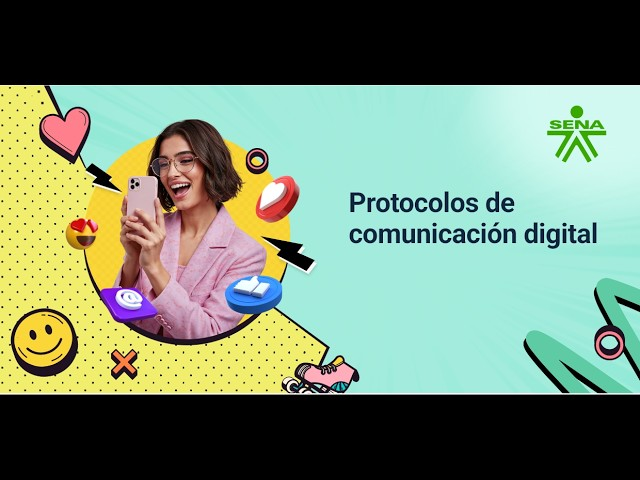 SENA
Protocolos de
comunicación digital